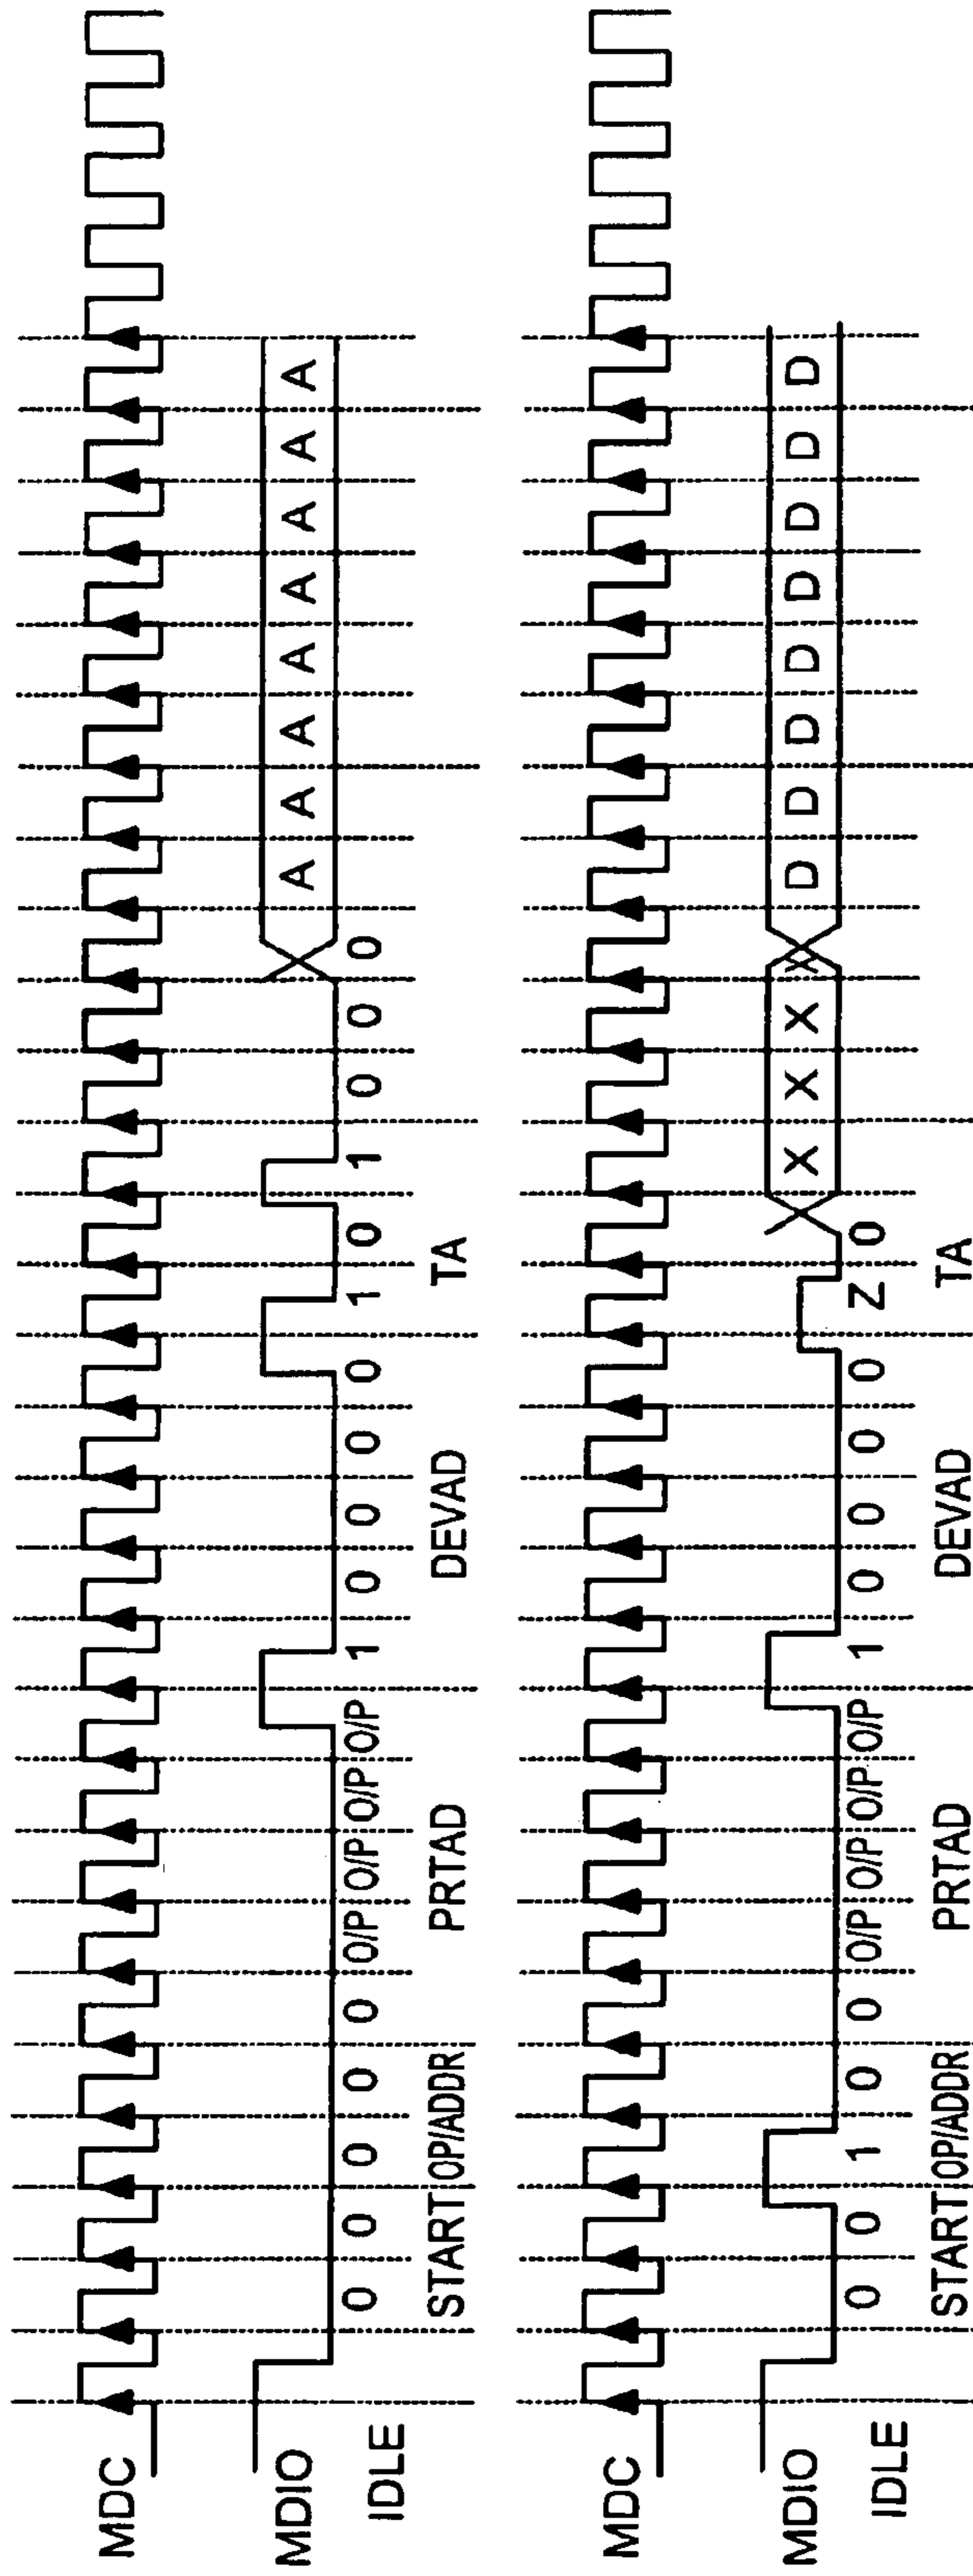 MDC
MDIO A A A A A A A A
0 0 0 0 0 O/P O/P O/P O/P 1 0 0 0 0 1 0 1 0 0 0
IDLE START OP/ADDR PRTAD DEVAD TA
MDC
MDIO X X X X D D D D D D D D
0 0 1 0 0 O/P O/P O/P O/P 1 0 0 0 0 Z 0
IDLE START OP/ADDR PRTAD DEVAD TA